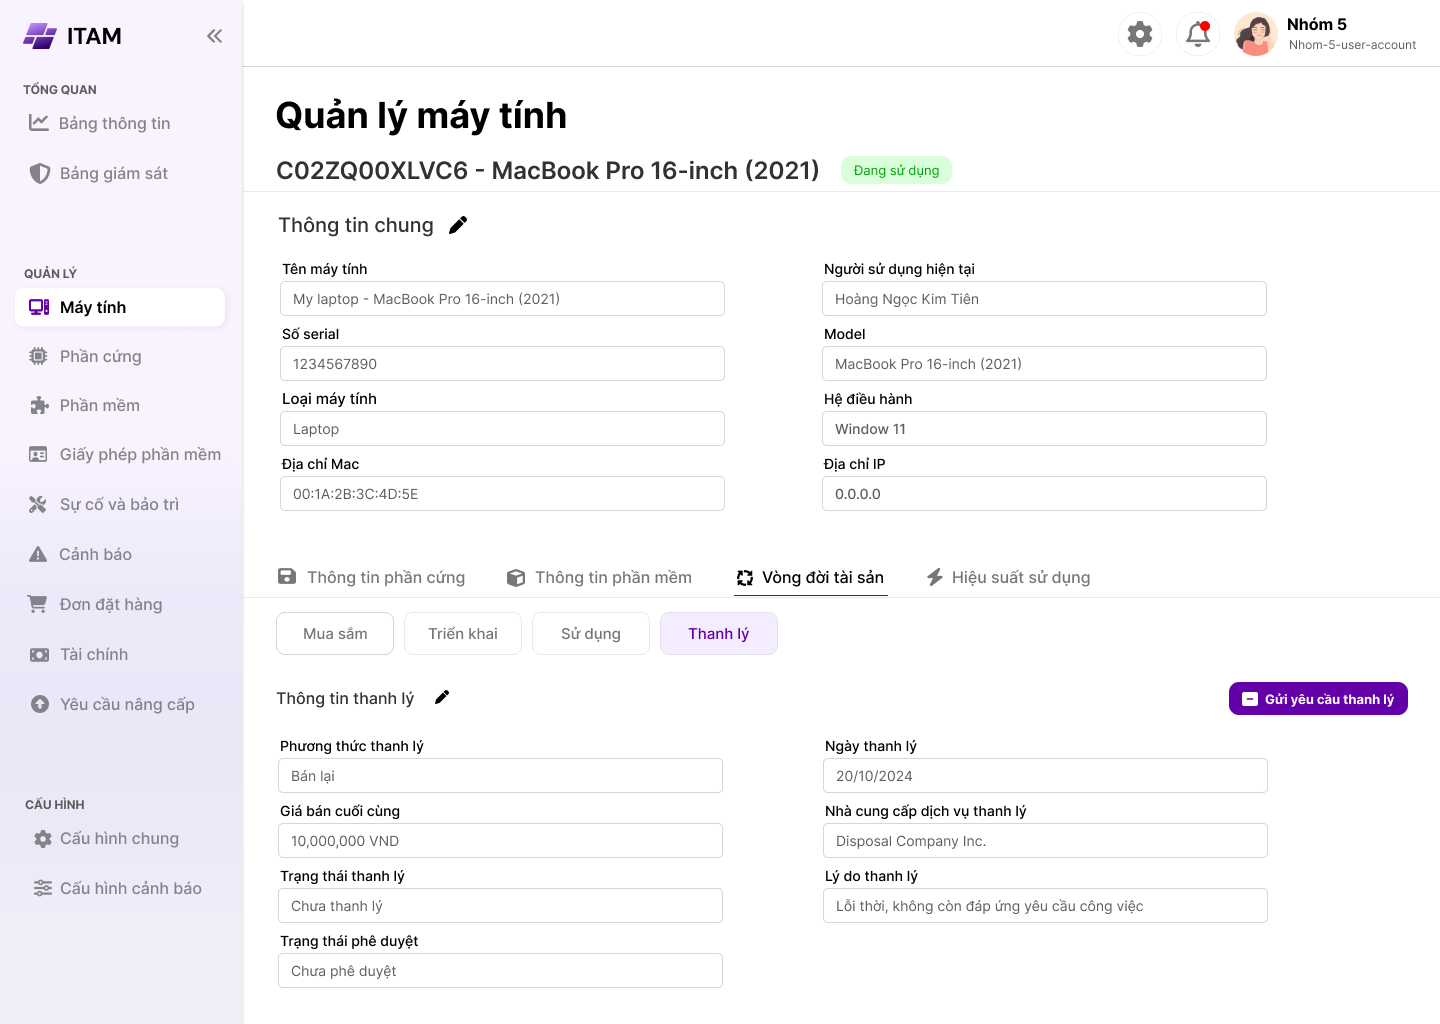 ITAM
Nhóm 5
Nhom-5-user-account
TỔNG QUAN
Bảng thông tin
Bảng giám sát
QUẢN LÝ
Máy tính
Phần cứng
Phần mềm
Giấy phép phần mềm
Sự cố và bảo trì
Cảnh báo
Đơn đặt hàng
Tài chính
Yêu cầu nâng cấp
CẤU HÌNH
Cấu hình chung
Cấu hình cảnh báo
Quản lý máy tính
C02ZQ00XLVC6 - MacBook Pro 16-inch (2021) Đang sử dụng
Thông tin chung
Tên máy tính
My laptop - MacBook Pro 16-inch (2021)
Người sử dụng hiện tại
Hoàng Ngọc Kim Tiên
Số serial
1234567890
Model
MacBook Pro 16-inch (2021)
Loại máy tính
Laptop
Hệ điều hành
Window 11
Địa chỉ Mac
00:1A:2B:3C:4D:5E
Địa chỉ IP
0.0.0.0
Thông tin phần cứng Thông tin phần mềm Vòng đời tài sản Hiệu suất sử dụng
Mua sắm Triển khai Sử dụng Thanh lý
Thông tin thanh lý
Gửi yêu cầu thanh lý
Phương thức thanh lý
Bán lại
Ngày thanh lý
20/10/2024
Giá bán cuối cùng
10,000,000 VND
Nhà cung cấp dịch vụ thanh lý
Disposal Company Inc.
Trạng thái thanh lý
Chưa thanh lý
Lý do thanh lý
Lỗi thời, không còn đáp ứng yêu cầu công việc
Trạng thái phê duyệt
Chưa phê duyệt